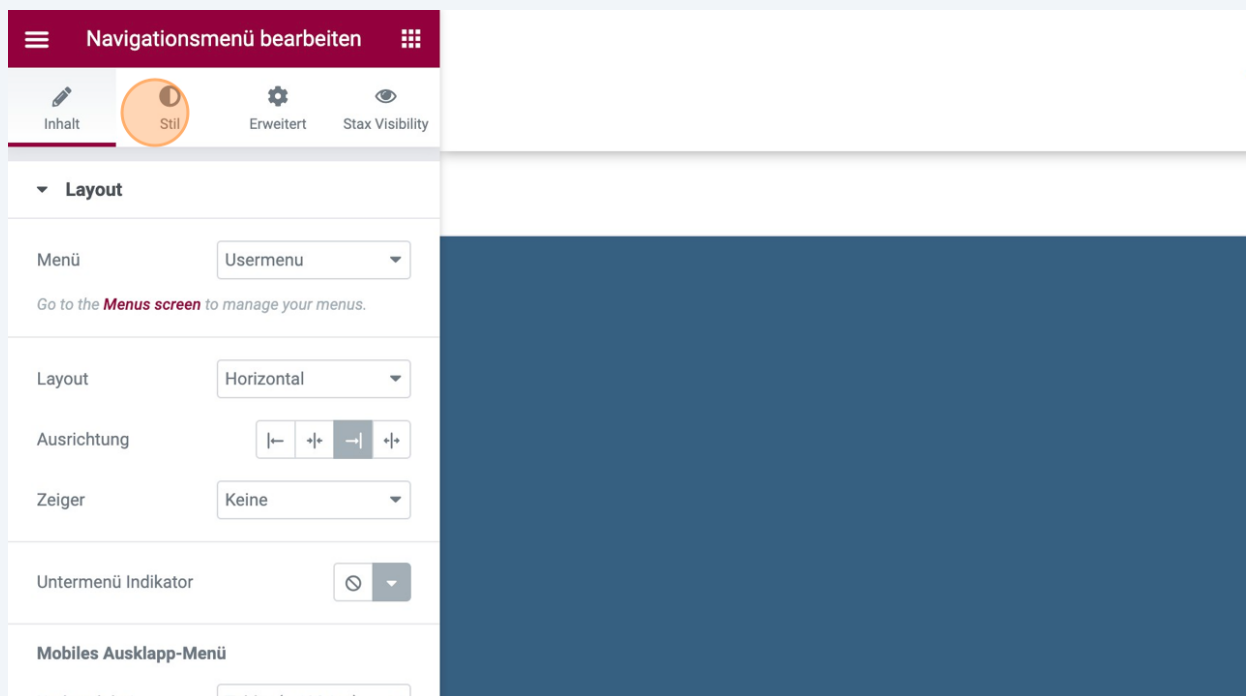 Navigationsmenü bearbeiten
Inhalt
Stil
Erweitert
Stax Visibility
Layout
Menü
Usermenu
Go to the Menus screen to manage your menus.
Layout
Horizontal
Ausrichtung
Zeiger
Keine
Untermenü Indikator
Mobiles Ausklapp-Menü